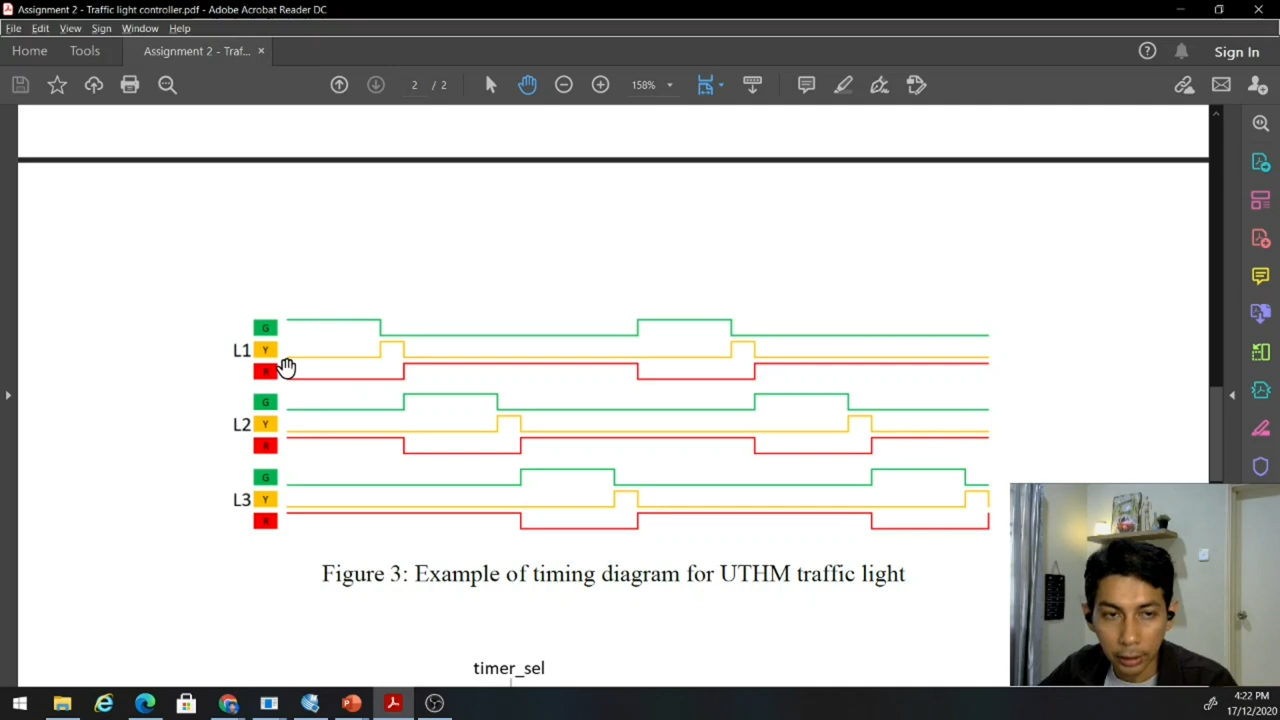 Assignment 2 - Traffic light controller.pdf - Adobe Acrobat Reader DC
File Edit View Sign Window Help
Home Tools Assignment 2 - Traf... × Sign In
2 / 2 158%
G
L1 Y
R
G
L2 Y
R
G
L3 Y
R
Figure 3: Example of timing diagram for UTHM traffic light
timer_sel
4:22 PM
17/12/2020